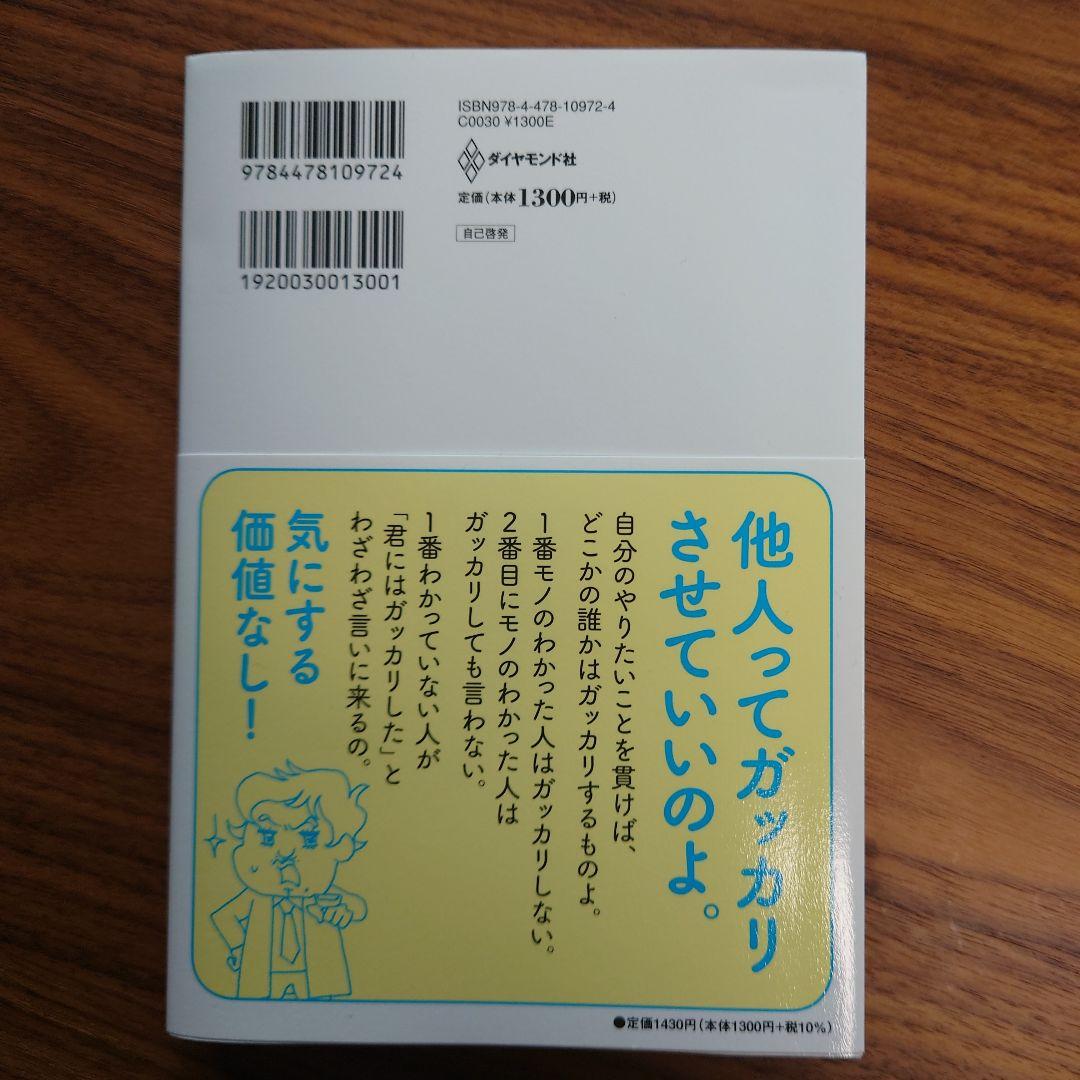 ISBN978-4-478-10972-4
C0030 ¥1300E
9784478109724
ダイヤモンド社
定価(本体1300円+税)
自己啓発
1920030013001
他人ってガッカリ
させていいのよ。
自分のやりたいことを貫けば、
どこかの誰かはガッカリするものよ。
1番モノのわかった人はガッカリしない。
2番目にモノのわかった人は
ガッカリしても言わない。
1番わかっていない人が
「君にはガッカリした」と
わざわざ言いに来るの。
気にする
価値なし!
●定価1430円(本体1300円+税10%)